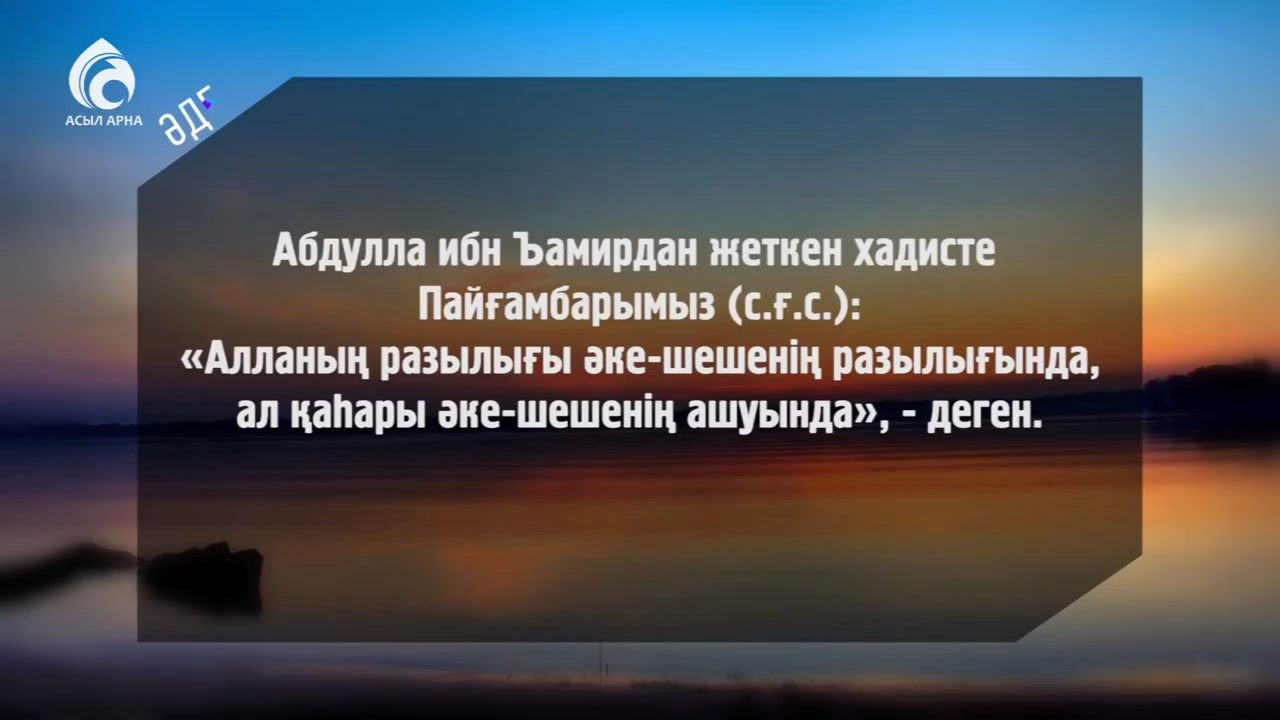 АСЫЛ АРНА
Абдулла ибн Ъамирдан жеткен хадисте
Пайғамбарымыз (с.ғ.с.):
«Алланың разылығы әке-шешенің разылығында,
ал қаһары әке-шешенің ашуында», - деген.